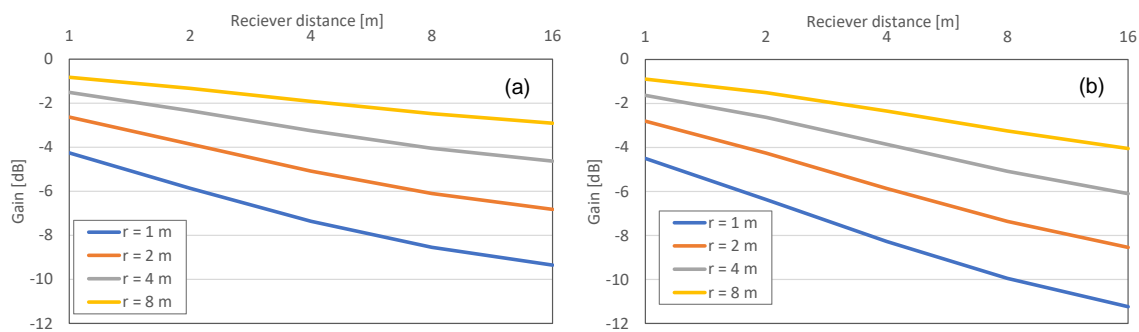 Reciever distance [m]
1 2 4 8 16
0
-2
-4
-6
-8
-10
-12
Gain [dB]
(a)
r = 1 m
r = 2 m
r = 4 m
r = 8 m
Reciever distance [m]
1 2 4 8 16
0
-2
-4
-6
-8
-10
-12
Gain [dB]
(b)
r = 1 m
r = 2 m
r = 4 m
r = 8 m